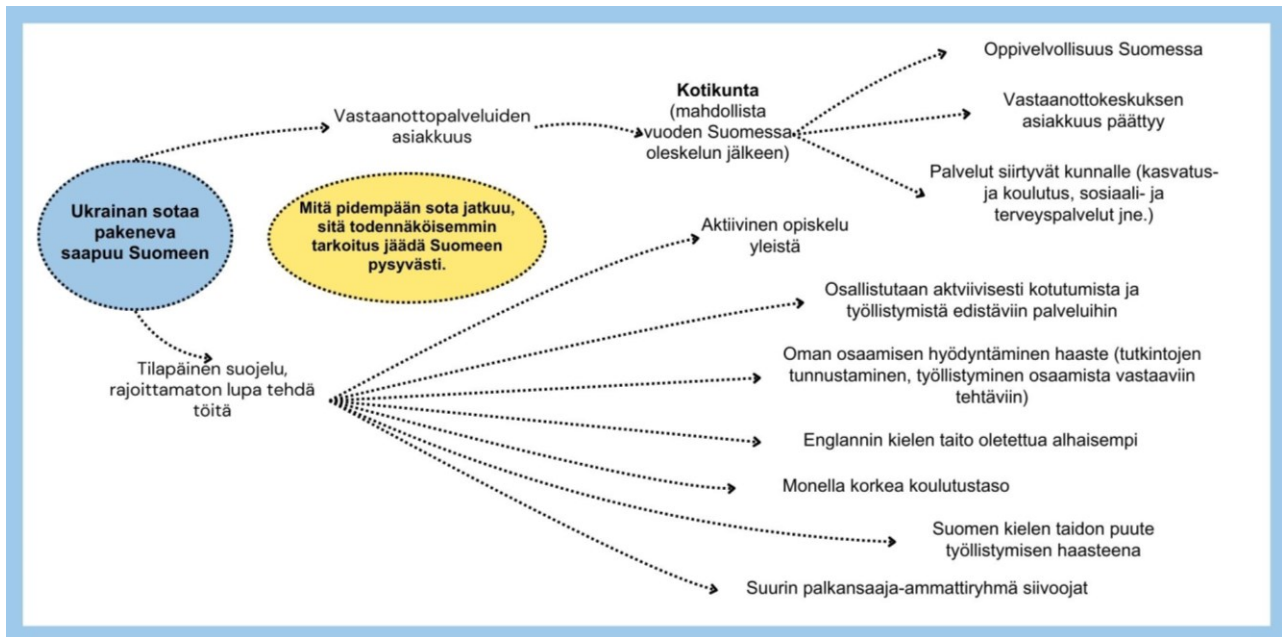 Ukrainan sotaa
pakeneva
saapuu Suomeen
Mitä pidempään sota jatkuu,
sitä todennäköisemmin
tarkoitus jäädä Suomeen
pysyvästi.
Vastaanottopalveluiden
asiakkuus
Kotikunta
(mahdollista
vuoden Suomessa
oleskelun jälkeen)
Oppivelvollisuus Suomessa
Vastaanottokeskuksen
asiakkuus päättyy
Palvelut siirtyvät kunnalle (kasvatus-
ja koulutus, sosiaali- ja
terveyspalvelut jne.)
Tilapäinen suojelu,
rajoittamaton lupa tehdä
töitä
Aktiivinen opiskelu
yleistä
Osallistutaan aktviivisesti kotutumista ja
työllistymistä edistäviin palveluihin
Oman osaamisen hyödyntäminen haaste (tutkintojen
tunnustaminen, työllistyminen osaamista vastaaviin
tehtäviin)
Englannin kielen taito oletettua alhaisempi
Monella korkea koulutustaso
Suomen kielen taidon puute
työllistymisen haasteena
Suurin palkansaaja-ammattiryhmä siivoojat